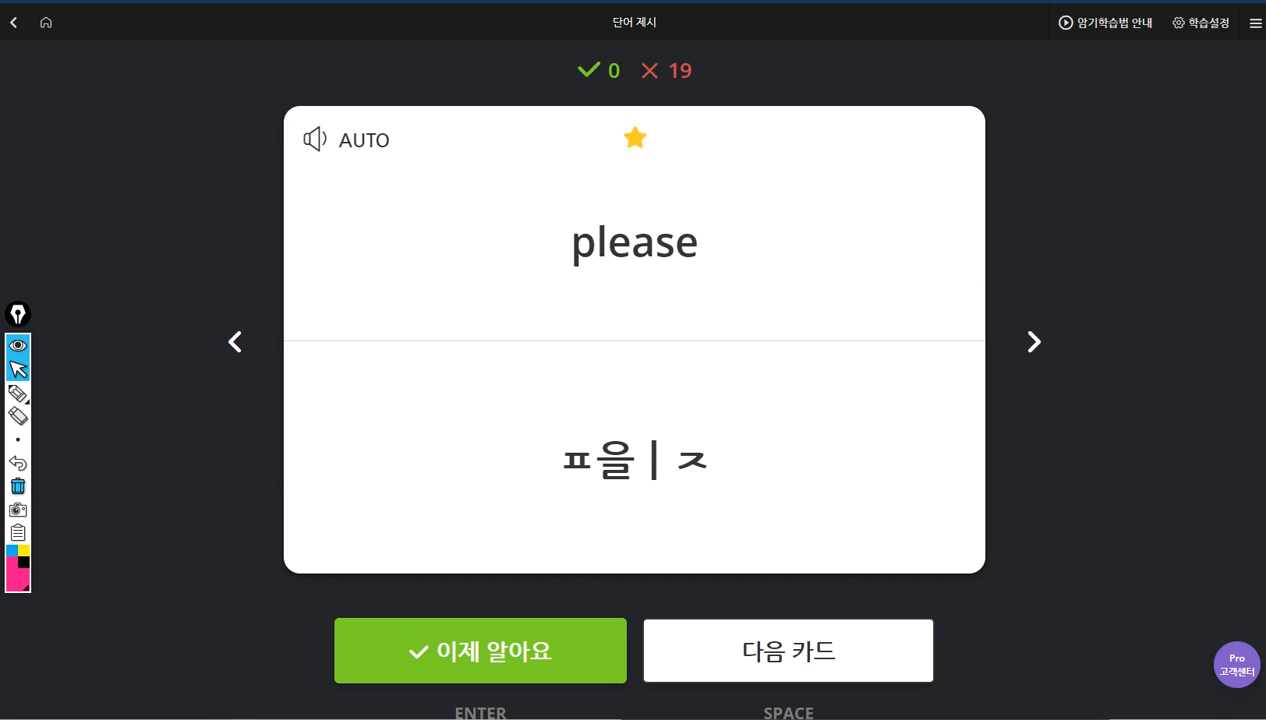 단어 제시
암기학습법 안내
학습설정
0
19
AUTO
please
ㅍ을ㅣㅈ
이제 알아요
다음 카드
ENTER
SPACE
Pro
고객센터